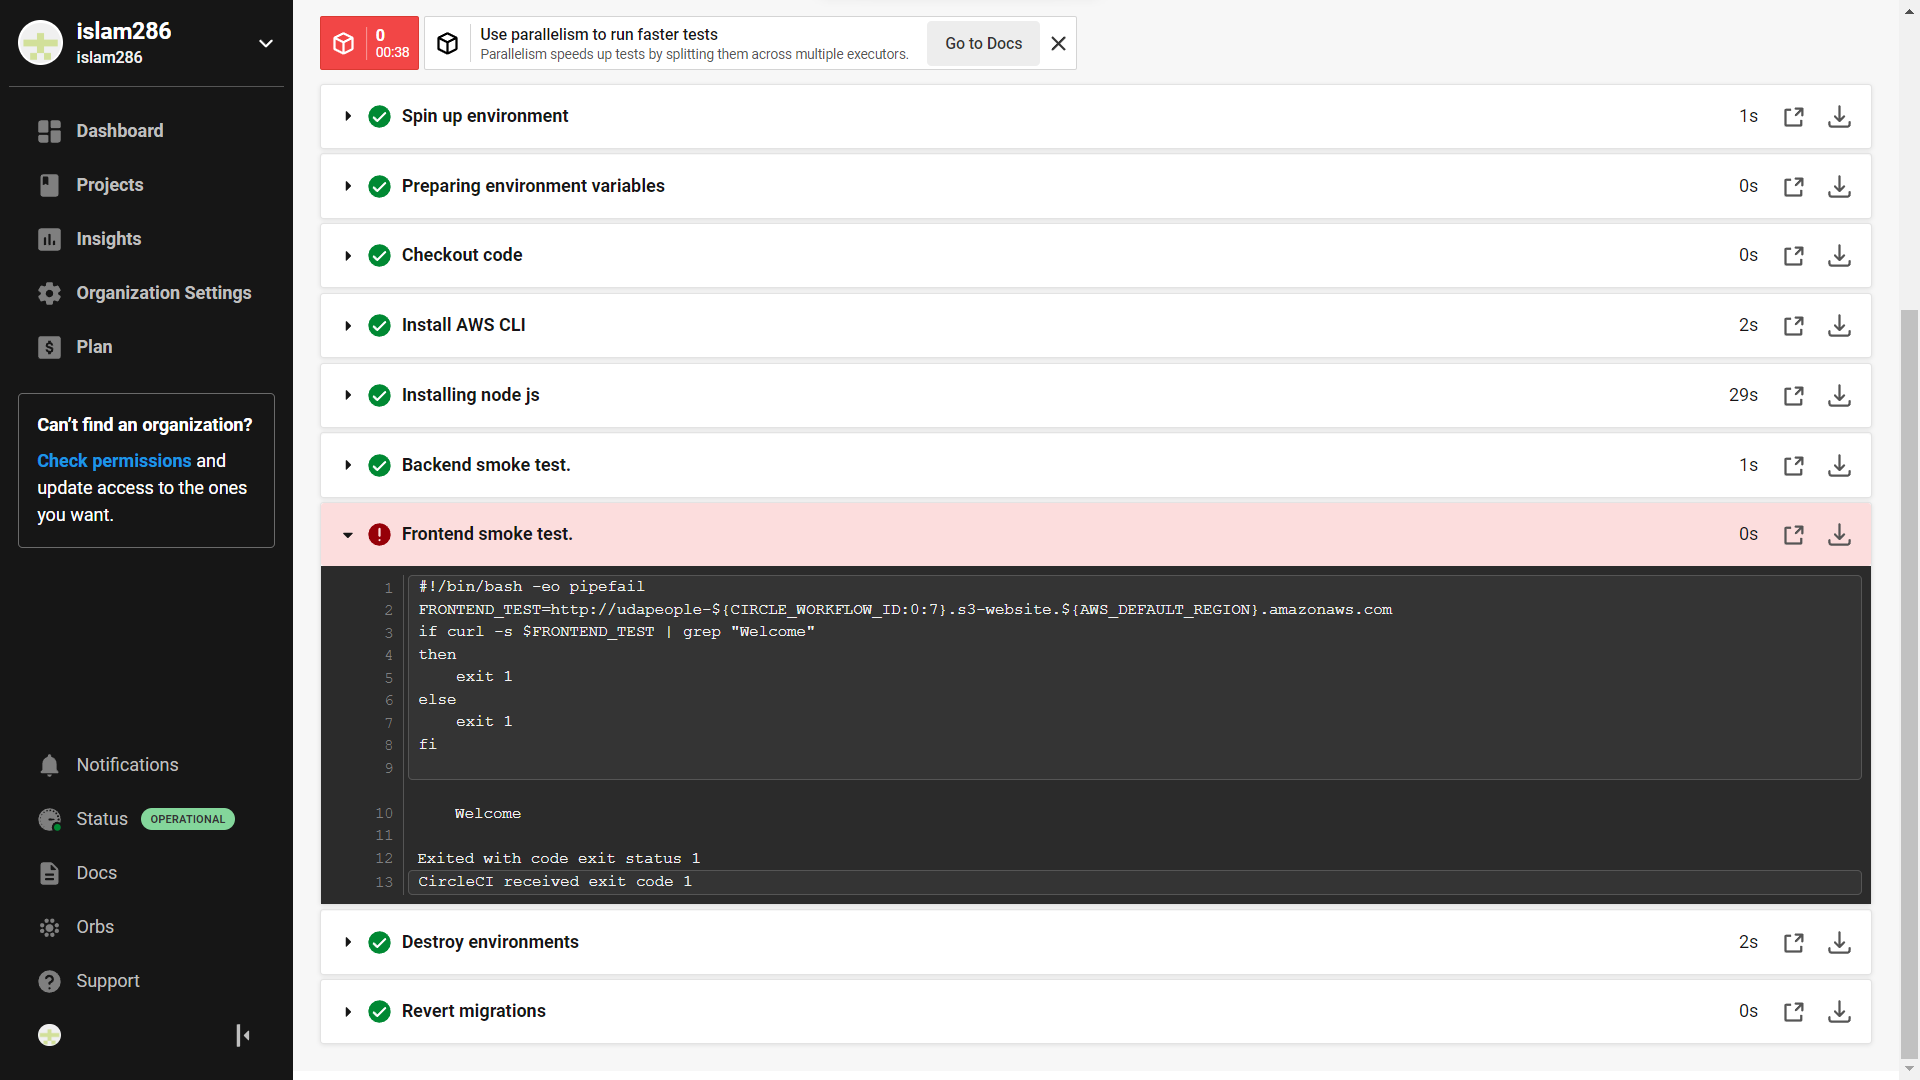 islam286
islam286
Dashboard
Projects
Insights
Organization Settings
Plan
Can't find an organization?
Check permissions and
update access to the ones
you want.
Notifications
Status OPERATIONAL
Docs
Orbs
Support
0
00:38
Use parallelism to run faster tests
Parallelism speeds up tests by splitting them across multiple executors.
Go to Docs
Spin up environment 1s
Preparing environment variables 0s
Checkout code 0s
Install AWS CLI 2s
Installing node js 29s
Backend smoke test. 1s
Frontend smoke test. 0s
1 #!/bin/bash -eo pipefail
2 FRONTEND_TEST=http://udapeople-${CIRCLE_WORKFLOW_ID:0:7}.s3-website.${AWS_DEFAULT_REGION}.amazonaws.com
3 if curl -s $FRONTEND_TEST | grep "Welcome"
4 then
5     exit 1
6 else
7     exit 1
8 fi
9
10     Welcome
11
12 Exited with code exit status 1
13 CircleCI received exit code 1
Destroy environments 2s
Revert migrations 0s